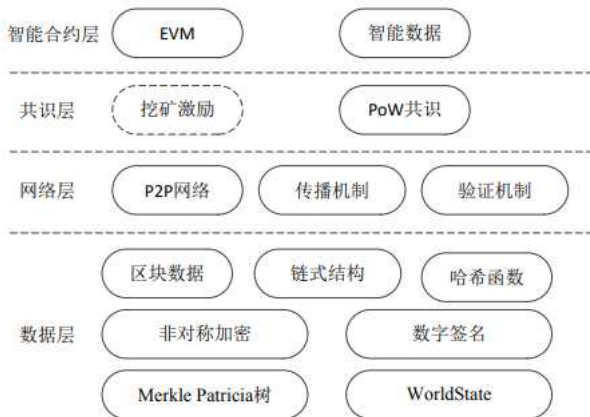 智能合约层 EVM 智能数据
共识层 挖矿激励 PoW共识
网络层 P2P网络 传播机制 验证机制
区块数据 链式结构 哈希函数
数据层 非对称加密 数字签名
Merkle Patricia树 WorldState